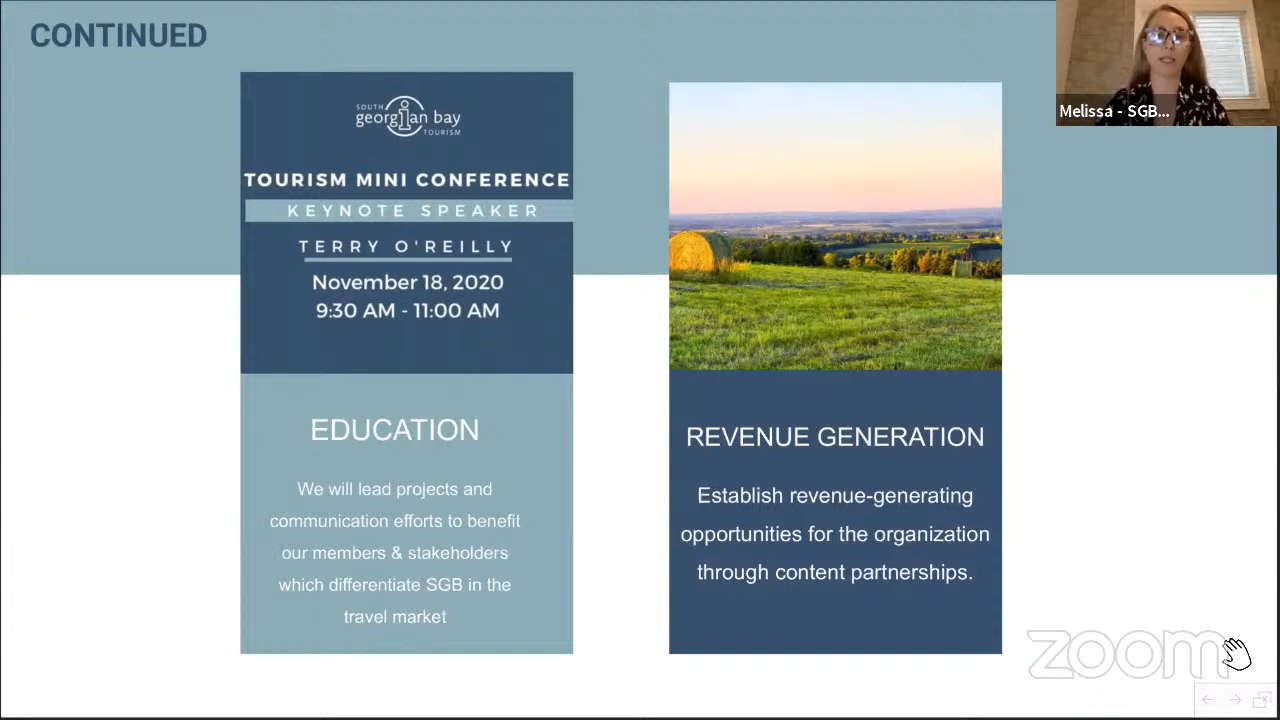 CONTINUED
SOUTH
georgian bay
TOURISM
TOURISM MINI CONFERENCE
KEYNOTE SPEAKER
TERRY O'REILLY
November 18, 2020
9:30 AM - 11:00 AM
EDUCATION
We will lead projects and
communication efforts to benefit
our members & stakeholders
which differentiate SGB in the
travel market
REVENUE GENERATION
Establish revenue-generating
opportunities for the organization
through content partnerships.
Melissa - SGB...
zoom